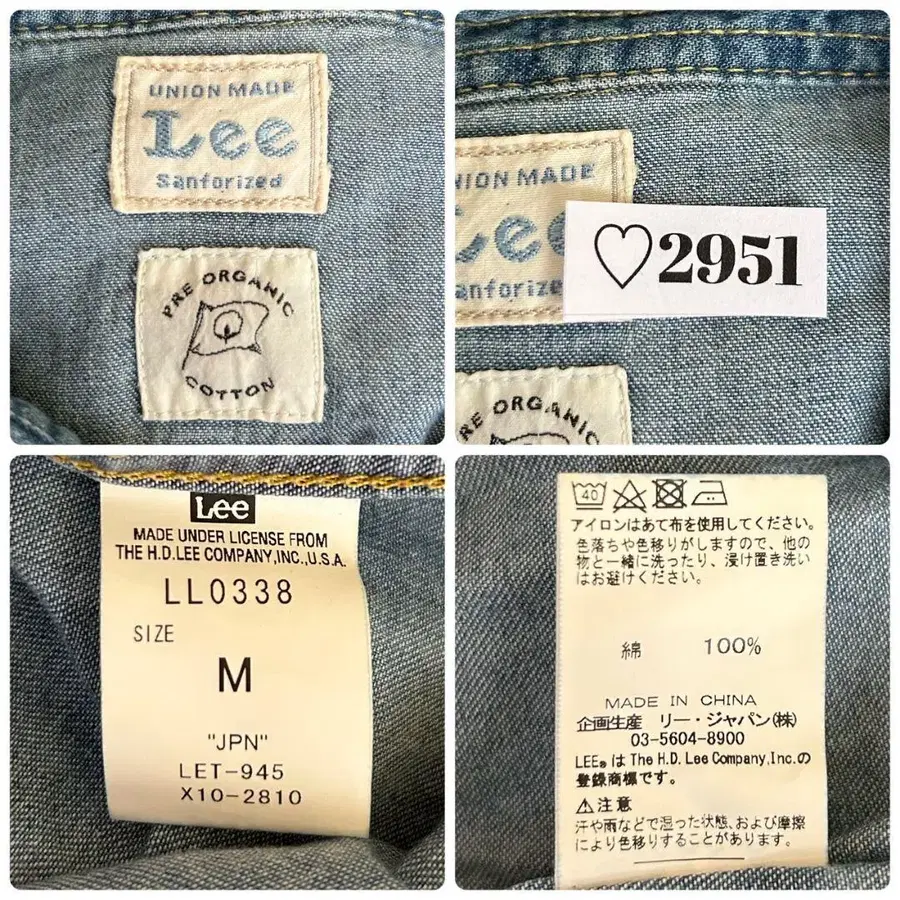 UNION MADE
Lee
Sanforized
PRE ORGANIC
COTTON
NION MADE
Lee
anforize
♡2951
RE ORGANIC
Lee
MADE UNDER LICENSE FROM
THE H.D.LEE COMPANY,INC.,U.S.A.
LL0338
SIZE
M
"JPN"
LET-945
X10-2810
40
アイロンはあて布を使用してください。
色落ちや色移りがしますので、他の
物と一緒に洗ったり、浸け置き洗い
はお避けください。
綿 100%
MADE IN CHINA
企画生産 リー・ジャパン(株)
03-5604-8900
LEE® は The H.D. Lee Company,Inc.の
登録商標です。
⚠注意
汗や雨などで湿った状態、および摩擦
により色移りすることがあります。